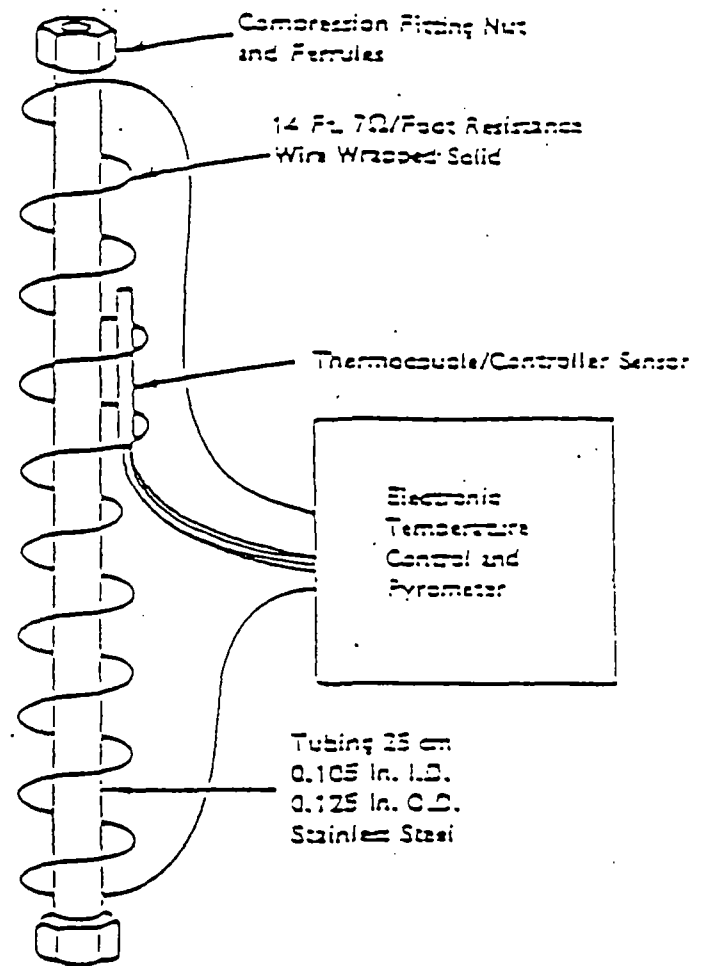 Compression Fitting Nut
and Ferrules
14 Ft. 7Ω/Foot Resistance
Wire Wrapped Solid
Thermocouple/Controller Sensor
Electronic
Temperature
Control and
Pyrometer
Tubing 25 cm
0.105 In. I.D.
0.125 In. O.D.
Stainless Steel